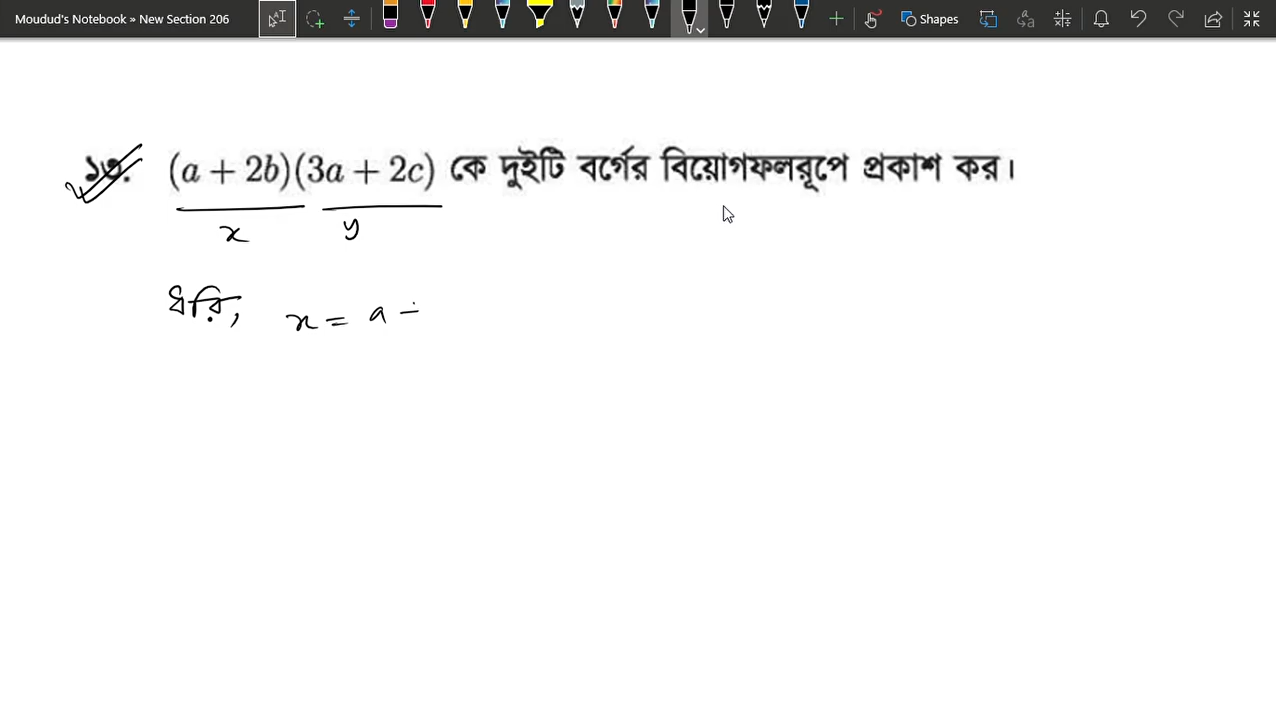 Moudud's Notebook » New Section 206
Shapes
১৩. (a + 2b)(3a + 2c) কে দুইটি বর্গের বিয়োগফলরূপে প্রকাশ কর।
x y
ধরি, x = a -